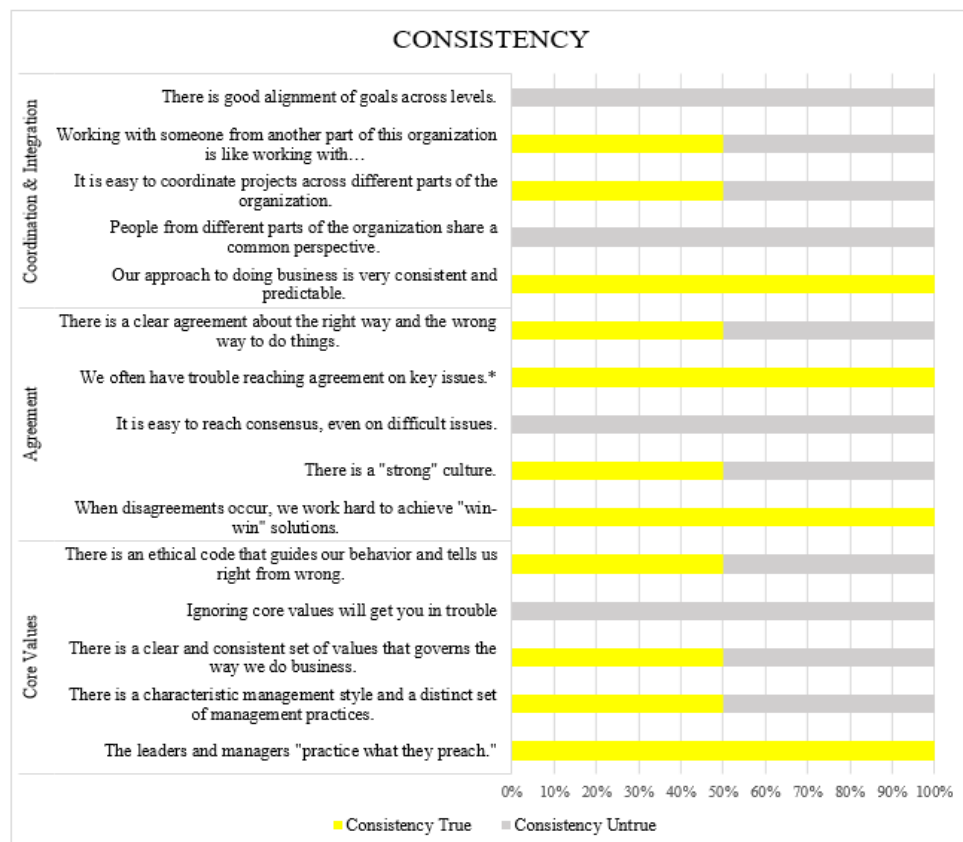 CONSISTENCY
Coordination & Integration
There is good alignment of goals across levels.
Working with someone from another part of this organization
is like working with…
It is easy to coordinate projects across different parts of the
organization.
People from different parts of the organization share a
common perspective.
Our approach to doing business is very consistent and
predictable.
Agreement
There is a clear agreement about the right way and the wrong
way to do things.
We often have trouble reaching agreement on key issues.*
It is easy to reach consensus, even on difficult issues.
There is a "strong" culture.
When disagreements occur, we work hard to achieve "win-
win" solutions.
Core Values
There is an ethical code that guides our behavior and tells us
right from wrong.
Ignoring core values will get you in trouble
There is a clear and consistent set of values that governs the
way we do business.
There is a characteristic management style and a distinct set
of management practices.
The leaders and managers "practice what they preach."
0% 10% 20% 30% 40% 50% 60% 70% 80% 90% 100%
Consistency True Consistency Untrue